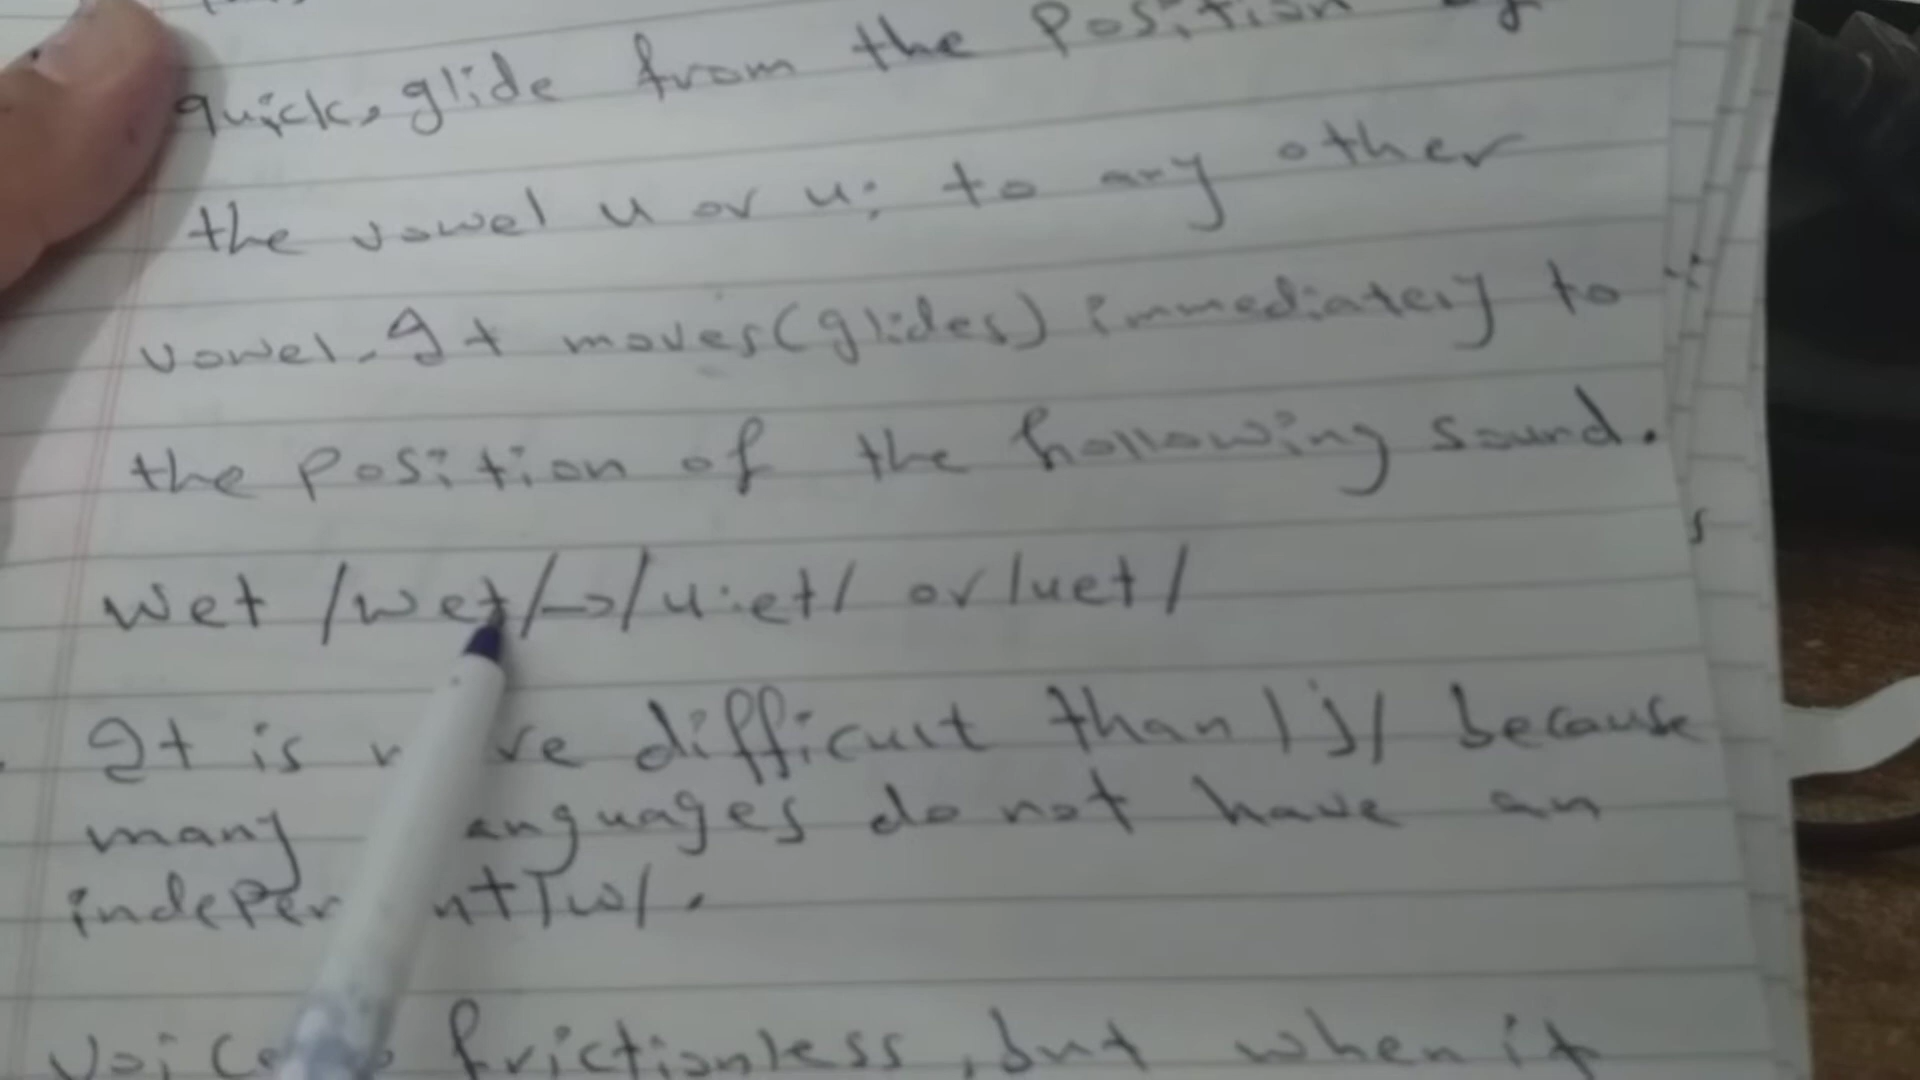 quick, glide from the Position of
the vowel u or u: to any other
vowel. It moves (glides) immediately to
the Position of the following sound.
Wet /wet/→/u:et/ or /uet/
It is difficult than /j/ because
many languages do not have an
/w/.
frictionless, but when it